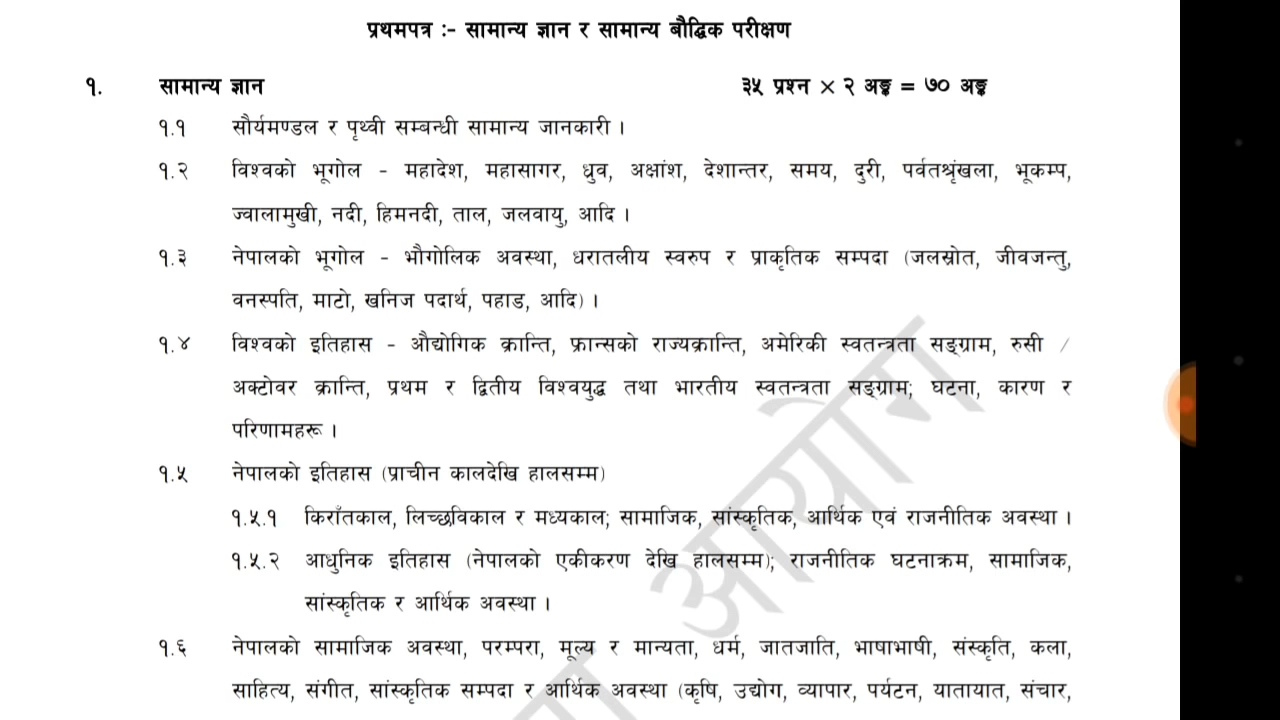 प्रथमपत्र :- सामान्य ज्ञान र सामान्य बौद्धिक परीक्षण
१. सामान्य ज्ञान ३५ प्रश्न × २ अङ्क = ७० अङ्क
१.१ सौर्यमण्डल र पृथ्वी सम्बन्धी सामान्य जानकारी ।
१.२ विश्वको भूगोल - महादेश, महासागर, ध्रुव, अक्षांश, देशान्तर, समय, दुरी, पर्वतश्रृंखला, भूकम्प,
ज्वालामुखी, नदी, हिमनदी, ताल, जलवायु, आदि ।
१.३ नेपालको भूगोल - भौगोलिक अवस्था, धरातलीय स्वरुप र प्राकृतिक सम्पदा (जलस्रोत, जीवजन्तु,
वनस्पति, माटो, खनिज पदार्थ, पहाड, आदि) ।
१.४ विश्वको इतिहास - औद्योगिक क्रान्ति, फ्रान्सको राज्यक्रान्ति, अमेरिकी स्वतन्त्रता सङ्ग्राम, रुसी /
अक्टोवर क्रान्ति, प्रथम र द्वितीय विश्वयुद्ध तथा भारतीय स्वतन्त्रता सङ्ग्राम; घटना, कारण र
परिणामहरू ।
१.५ नेपालको इतिहास (प्राचीन कालदेखि हालसम्म)
१.५.१ किराँतकाल, लिच्छविकाल र मध्यकाल; सामाजिक, सांस्कृतिक, आर्थिक एवं राजनीतिक अवस्था ।
१.५.२ आधुनिक इतिहास (नेपालको एकीकरण देखि हालसम्म); राजनीतिक घटनाक्रम, सामाजिक,
सांस्कृतिक र आर्थिक अवस्था ।
१.६ नेपालको सामाजिक अवस्था, परम्परा, मूल्य र मान्यता, धर्म, जातजाति, भाषाभाषी, संस्कृति, कला,
साहित्य, संगीत, सांस्कृतिक सम्पदा र आर्थिक अवस्था (कृषि, उद्योग, व्यापार, पर्यटन, यातायात, संचार,
आयोग